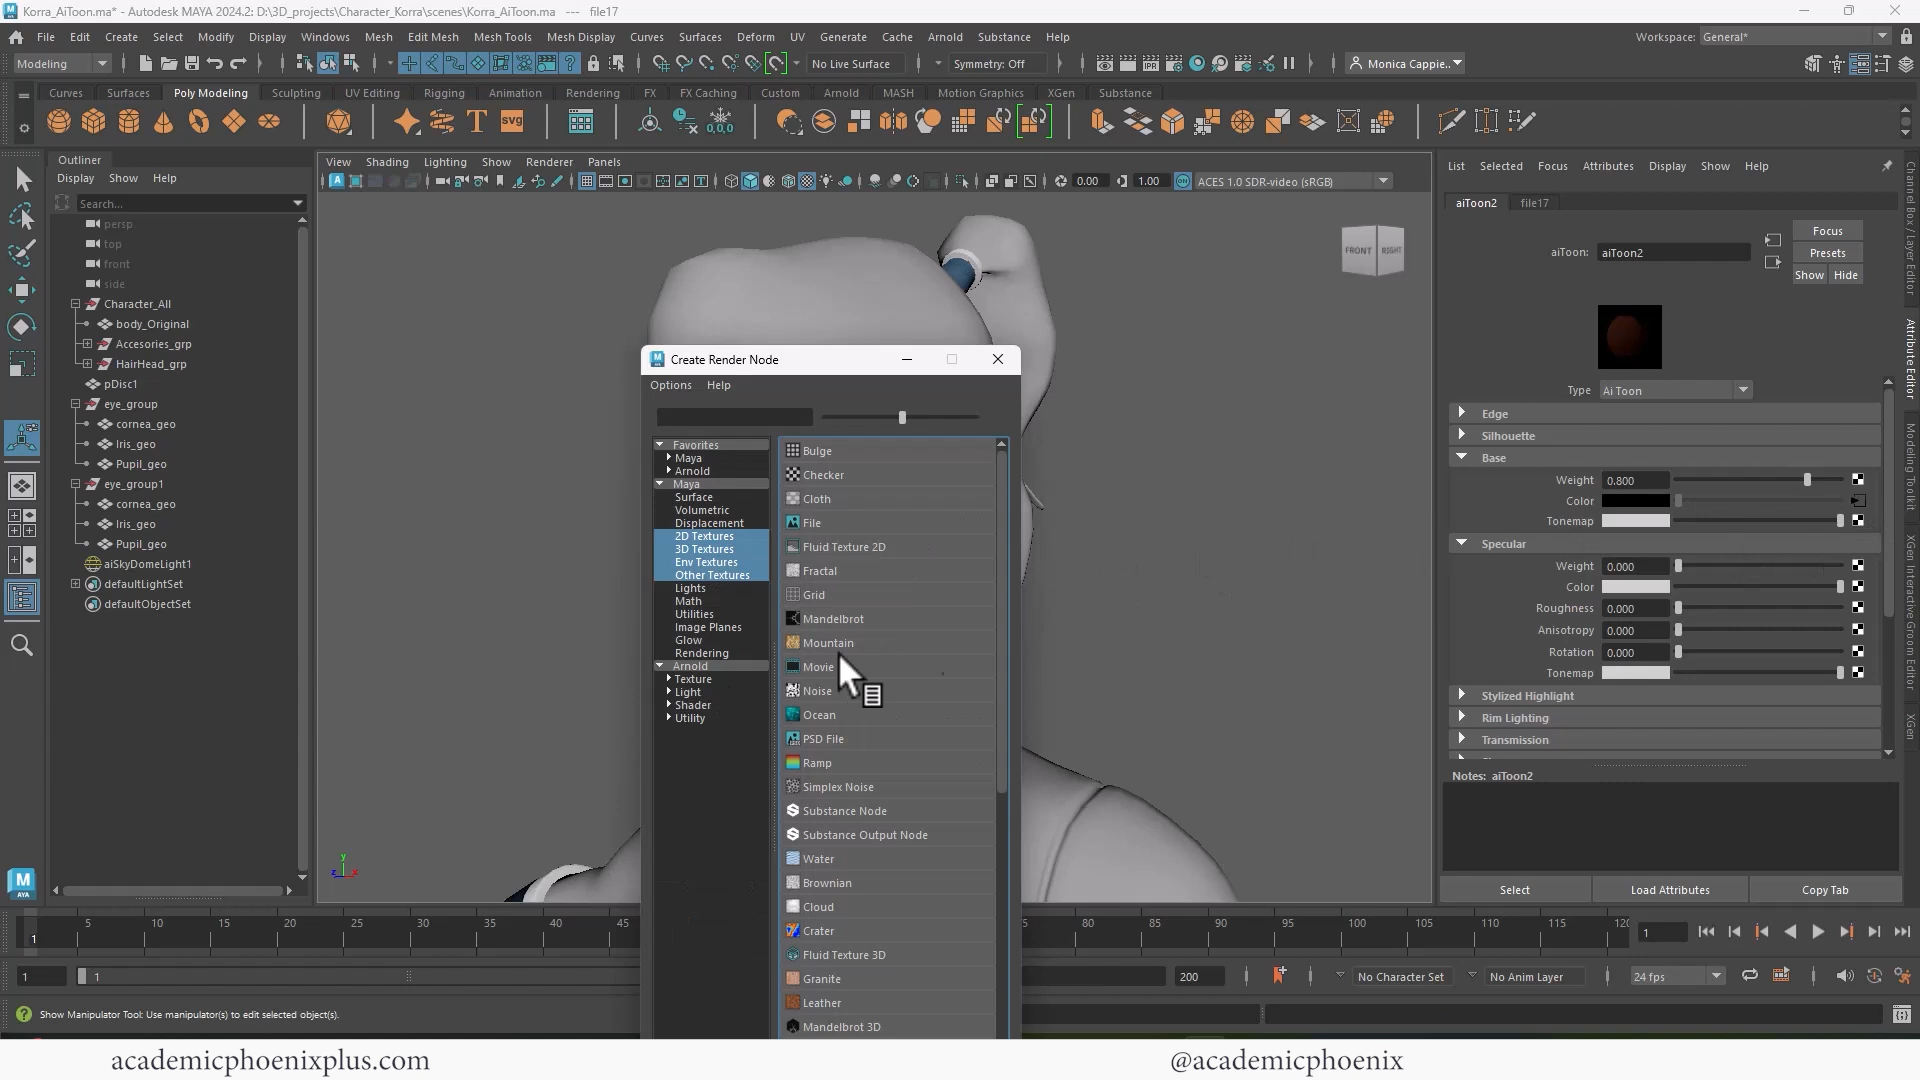 Korra_AiToon.ma* - Autodesk MAYA 2024.2: D:\3D_projects\Character_Korra\scenes\Korra_AiToon.ma --- file17
File Edit Create Select Modify Display Windows Mesh Edit Mesh Mesh Tools Mesh Display Curves Surfaces Deform UV Generate Cache Arnold Substance Help
Workspace: General*
Modeling
No Live Surface
Symmetry: Off
Monica Cappie..
Curves Surfaces Poly Modeling Sculpting UV Editing Rigging Animation Rendering FX FX Caching Custom Arnold MASH Motion Graphics XGen Substance
Outliner
Display Show Help
Search...
persp
top
front
side
Character_All
body_Original
Accesories_grp
HairHead_grp
pDisc1
eye_group
cornea_geo
Iris_geo
Pupil_geo
eye_group1
cornea_geo
Iris_geo
Pupil_geo
aiSkyDomeLight1
defaultLightSet
defaultObjectSet
View Shading Lighting Show Renderer Panels
0.00
1.00
ACES 1.0 SDR-video (sRGB)
FRONT
RIGHT
Create Render Node
Options Help
Favorites
Maya
Arnold
Maya
Surface
Volumetric
Displacement
2D Textures
3D Textures
Env Textures
Other Textures
Lights
Math
Utilities
Image Planes
Glow
Rendering
Arnold
Texture
Light
Shader
Utility
Bulge
Checker
Cloth
File
Fluid Texture 2D
Fractal
Grid
Mandelbrot
Mountain
Movie
Noise
Ocean
PSD File
Ramp
Simplex Noise
Substance Node
Substance Output Node
Water
Brownian
Cloud
Crater
Fluid Texture 3D
Granite
Leather
Mandelbrot 3D
List Selected Focus Attributes Display Show Help
aiToon2 file17
aiToon: aiToon2
Focus
Presets
Show Hide
Type Ai Toon
Edge
Silhouette
Base
Weight 0.800
Color
Tonemap
Specular
Weight 0.000
Color
Roughness 0.000
Anisotropy 0.000
Rotation 0.000
Tonemap
Stylized Highlight
Rim Lighting
Transmission
Notes: aiToon2
Select Load Attributes Copy Tab
Channel Box / Layer Editor
Attribute Editor
Modeling Toolkit
XGen Interactive Groom Editor
XGen
1 5 10 15 20 25 30 35 40 45 80 85 90 95 100 105 110 115 120
1
1
1
200
No Character Set
No Anim Layer
24 fps
Show Manipulator Tool: Use manipulator(s) to edit selected object(s).
academicphoenixplus.com
@academicphoenix